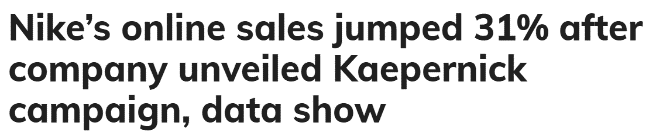 Nike’s online sales jumped 31% after
company unveiled Kaepernick
campaign, data show